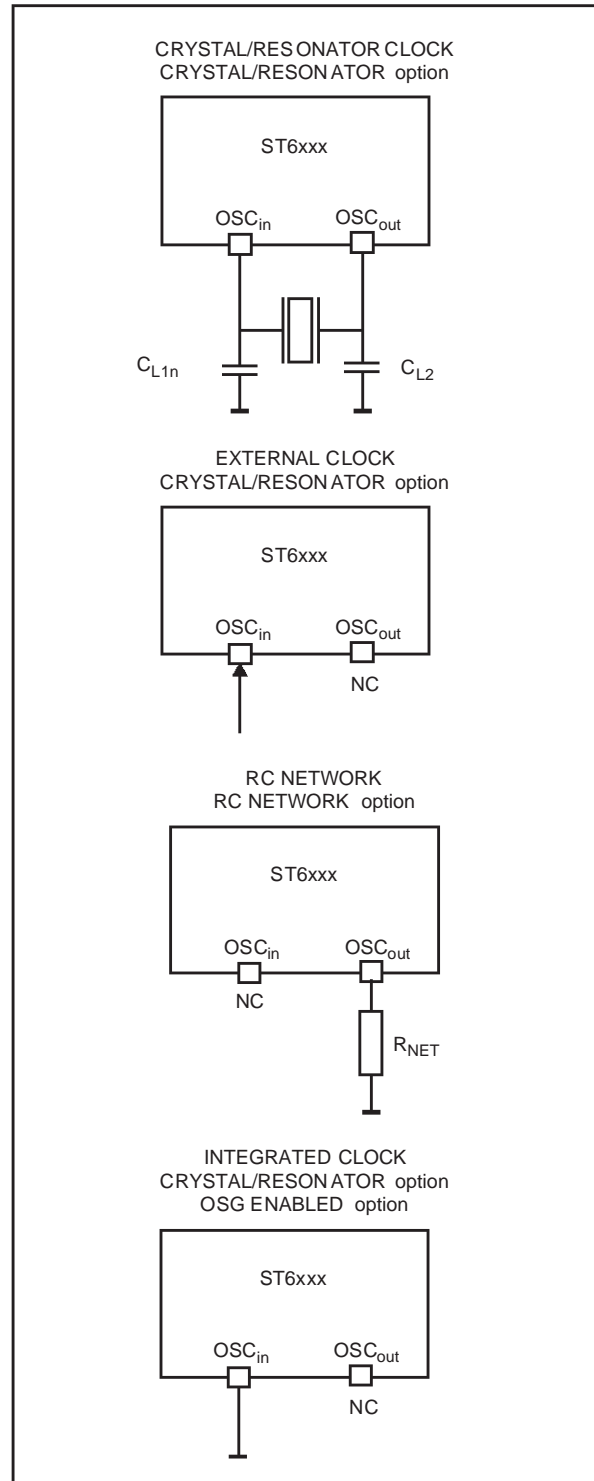 CRYSTAL/RESONATOR CLOCK
CRYSTAL/RESONATOR option
ST6xxx
OSCin OSCout
CL1n CL2
EXTERNAL CLOCK
CRYSTAL/RESONATOR option
ST6xxx
OSCin OSCout
NC
RC NETWORK
RC NETWORK option
ST6xxx
OSCin OSCout
NC
RNET
INTEGRATED CLOCK
CRYSTAL/RESONATOR option
OSG ENABLED option
ST6xxx
OSCin OSCout
NC